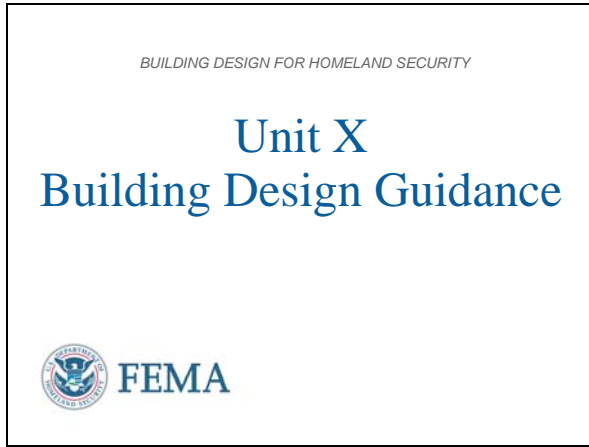 BUILDING DESIGN FOR HOMELAND SECURITY
Unit X
Building Design Guidance
FEMA